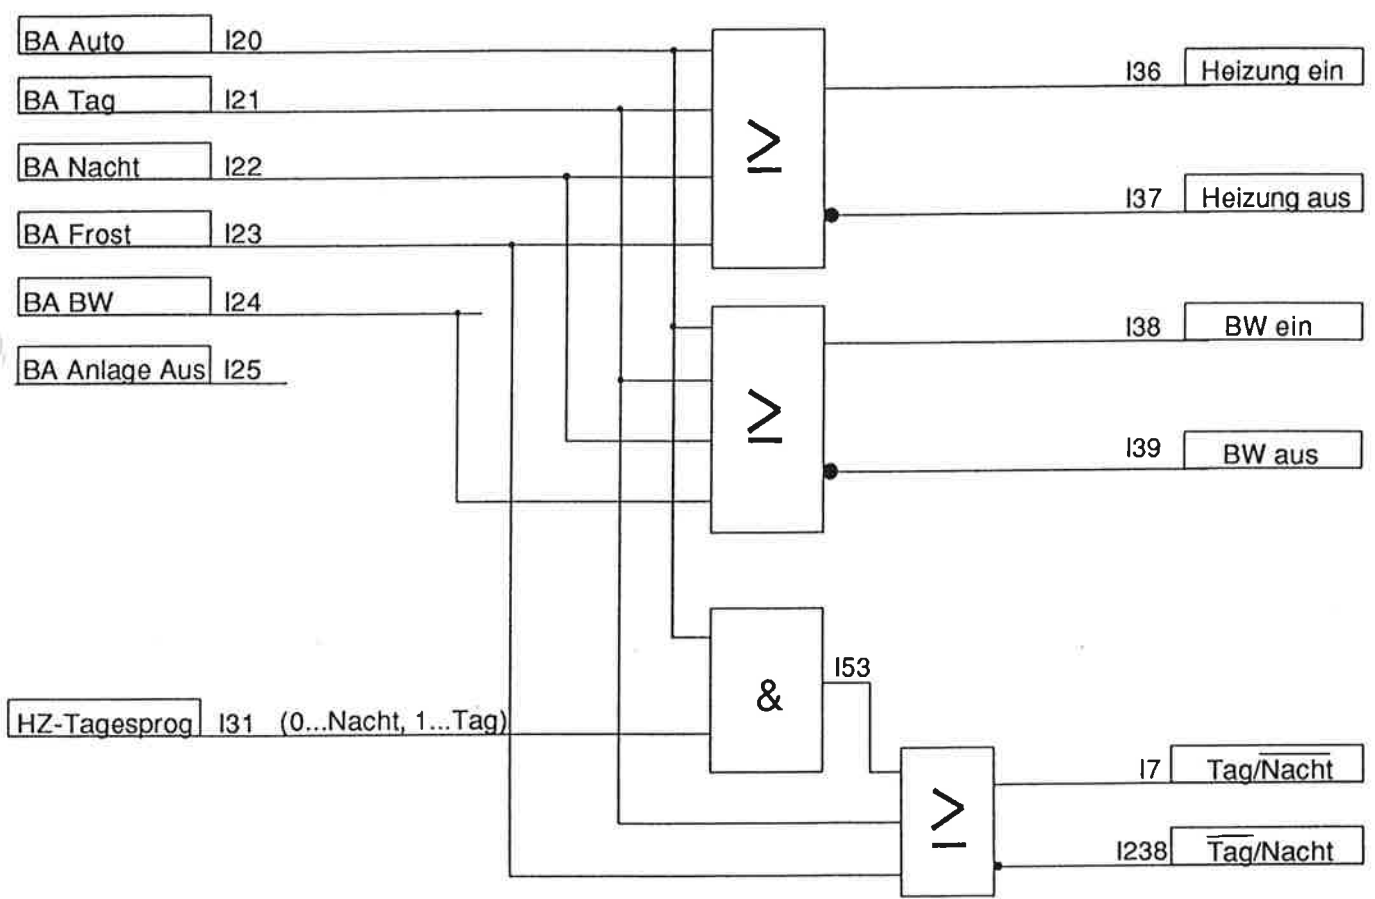 BA Auto I20
BA Tag I21
BA Nacht I22
BA Frost I23
BA BW I24
BA Anlage Aus I25
HZ-Tagesprog I31 (0...Nacht, 1...Tag)
≥
I36 Heizung ein
I37 Heizung aus
≥
I38 BW ein
I39 BW aus
&
I53
≥
I7 Tag/N̅a̅c̅h̅t̅
I238 T̅a̅g̅/Nacht